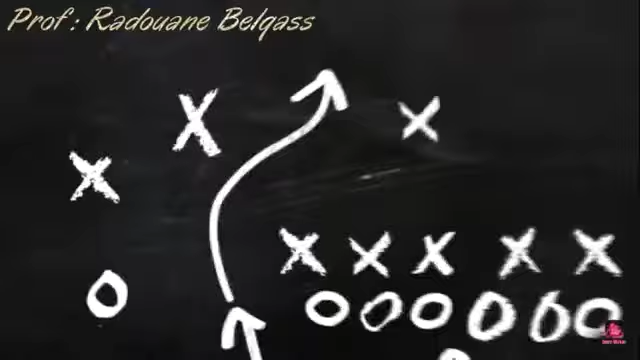 Prof : Radouane Belqass
X X
X
X X X X X
O O O O O O O